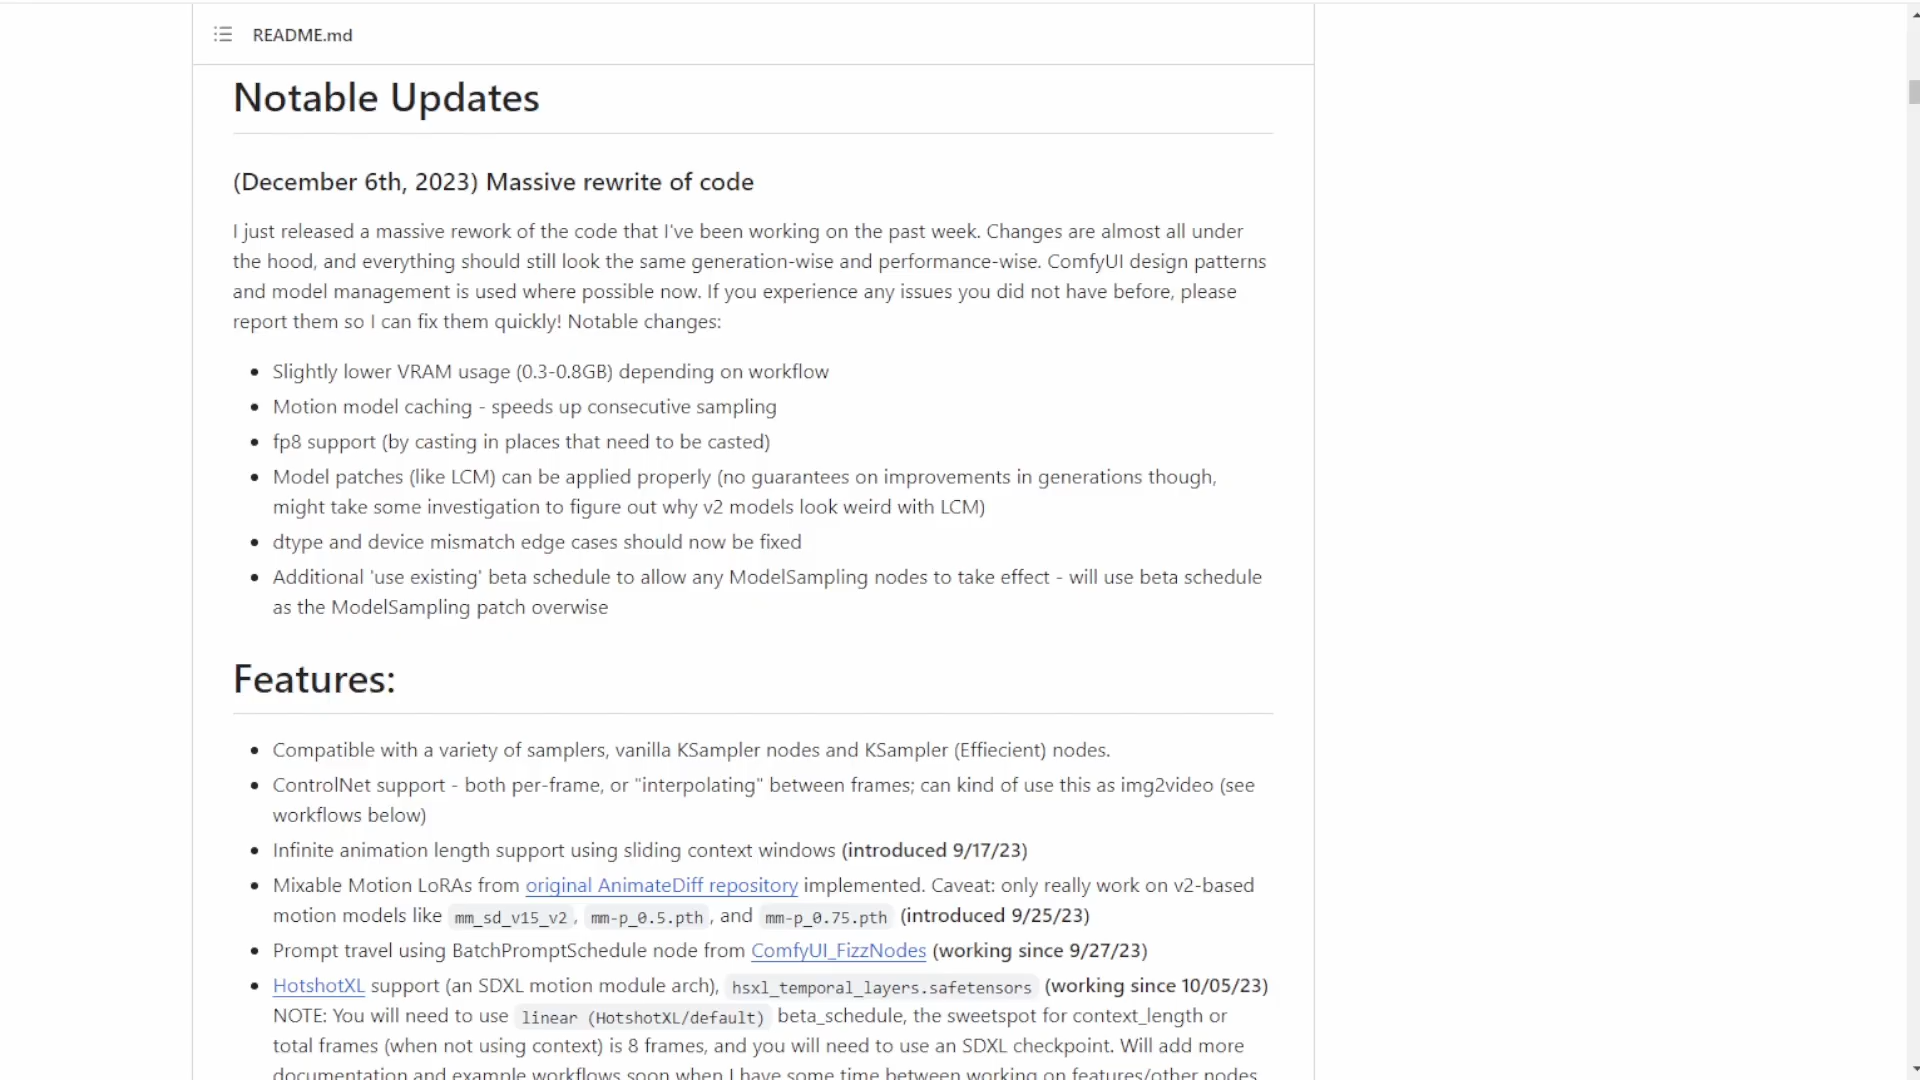 README.md
Notable Updates
(December 6th, 2023) Massive rewrite of code
I just released a massive rework of the code that I've been working on the past week. Changes are almost all under
the hood, and everything should still look the same generation-wise and performance-wise. ComfyUI design patterns
and model management is used where possible now. If you experience any issues you did not have before, please
report them so I can fix them quickly! Notable changes:
• Slightly lower VRAM usage (0.3-0.8GB) depending on workflow
• Motion model caching - speeds up consecutive sampling
• fp8 support (by casting in places that need to be casted)
• Model patches (like LCM) can be applied properly (no guarantees on improvements in generations though,
might take some investigation to figure out why v2 models look weird with LCM)
• dtype and device mismatch edge cases should now be fixed
• Additional 'use existing' beta schedule to allow any ModelSampling nodes to take effect - will use beta schedule
as the ModelSampling patch overwise
Features:
• Compatible with a variety of samplers, vanilla KSampler nodes and KSampler (Effiecient) nodes.
• ControlNet support - both per-frame, or "interpolating" between frames; can kind of use this as img2video (see
workflows below)
• Infinite animation length support using sliding context windows (introduced 9/17/23)
• Mixable Motion LoRAs from original AnimateDiff repository implemented. Caveat: only really work on v2-based
motion models like mm_sd_v15_v2, mm-p_0.5.pth, and mm-p_0.75.pth (introduced 9/25/23)
• Prompt travel using BatchPromptSchedule node from ComfyUI_FizzNodes (working since 9/27/23)
• HotshotXL support (an SDXL motion module arch), hsxl_temporal_layers.safetensors (working since 10/05/23)
NOTE: You will need to use linear (HotshotXL/default) beta_schedule, the sweetspot for context_length or
total frames (when not using context) is 8 frames, and you will need to use an SDXL checkpoint. Will add more
documentation and example workflows soon when I have some time between working on features/other nodes